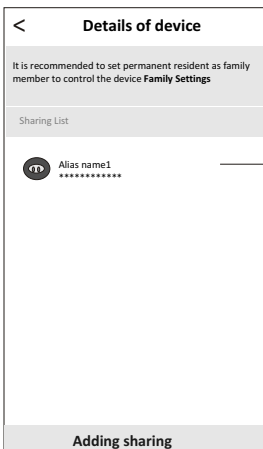 < Details of device
It is recommended to set permanent resident as family
member to control the device Family Settings
Sharing List
Alias name1
************
Adding sharing